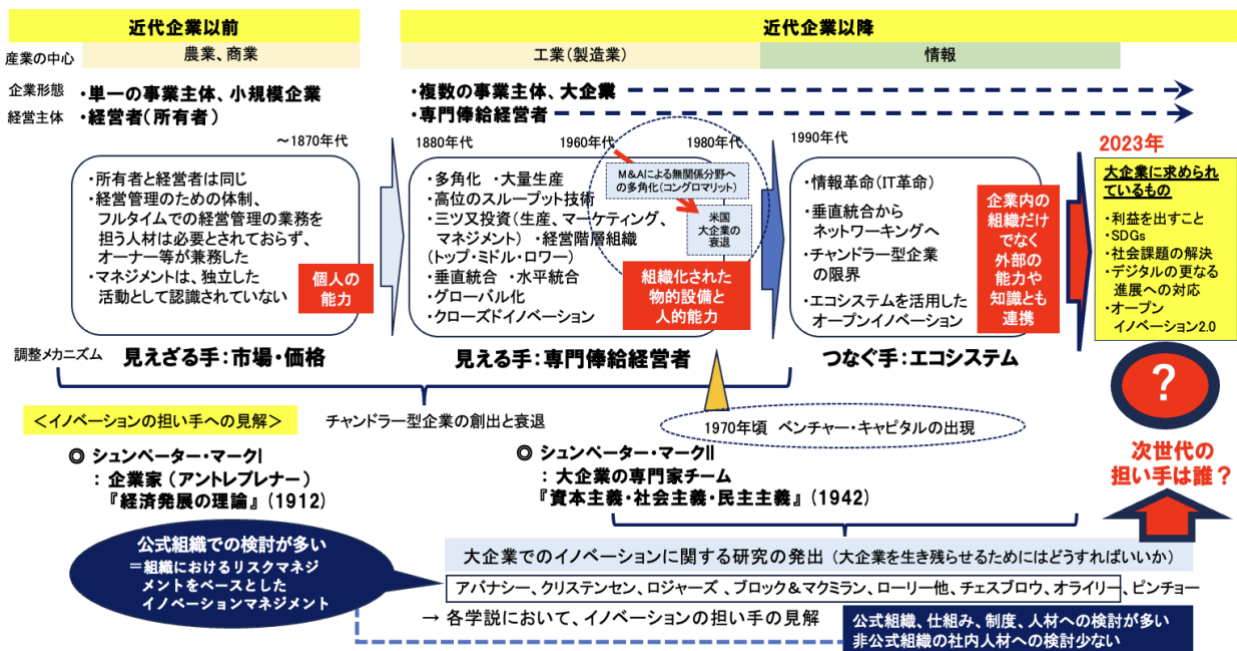 近代企業以前
近代企業以降
産業の中心
農業、商業
工業(製造業)
情報
企業形態
・単一の事業主体、小規模企業
・複数の事業主体、大企業
経営主体
・経営者(所有者)
・専門俸給経営者
～1870年代
1880年代
1960年代
1980年代
1990年代
2023年
・所有者と経営者は同じ
・経営管理のための体制、
フルタイムでの経営管理の業務を
担う人材は必要とされておらず、
オーナー等が兼務した
・マネジメントは、独立した
活動として認識されていない
個人の
能力
・多角化 ・大量生産
・高位のスループット技術
・三ツ又投資(生産、マーケティング、
マネジメント) ・経営階層組織
(トップ・ミドル・ロワー)
・垂直統合 ・水平統合
・グローバル化
・クローズドイノベーション
M&Aによる無関係分野へ
の多角化(コングロマリット)
米国
大企業の
衰退
組織化された
物的設備と
人的能力
・情報革命(IT革命)
・垂直統合から
ネットワーキングへ
・チャンドラー型企業
の限界
・エコシステムを活用した
オープンイノベーション
企業内の
組織だけ
でなく
外部の
能力や
知識とも
連携
大企業に求められ
ているもの
・利益を出すこと
・SDGs
・社会課題の解決
・デジタルの更なる
進展への対応
・オープン
イノベーション2.0
調整メカニズム
見えざる手:市場・価格
見える手:専門俸給経営者
つなぐ手:エコシステム
?
＜イノベーションの担い手への見解＞
チャンドラー型企業の創出と衰退
1970年頃 ベンチャー・キャピタルの出現
次世代の
担い手は誰?
◎ シュンペーター・マークⅠ
: 企業家 (アントレプレナー)
『経済発展の理論』 (1912)
◎ シュンペーター・マークⅡ
: 大企業の専門家チーム
『資本主義・社会主義・民主主義』 (1942)
公式組織での検討が多い
＝組織におけるリスクマネジ
メントをベースとした
イノベーションマネジメント
大企業でのイノベーションに関する研究の発出 (大企業を生き残らせるためにはどうすればいいか)
アバナシー、クリステンセン、ロジャーズ 、ブロック&マクミラン、ローリー他、チェスブロウ、オライリー、ピンチョー
→ 各学説において、イノベーションの担い手の見解
公式組織、仕組み、制度、人材への検討が多い
非公式組織の社内人材への検討少ない